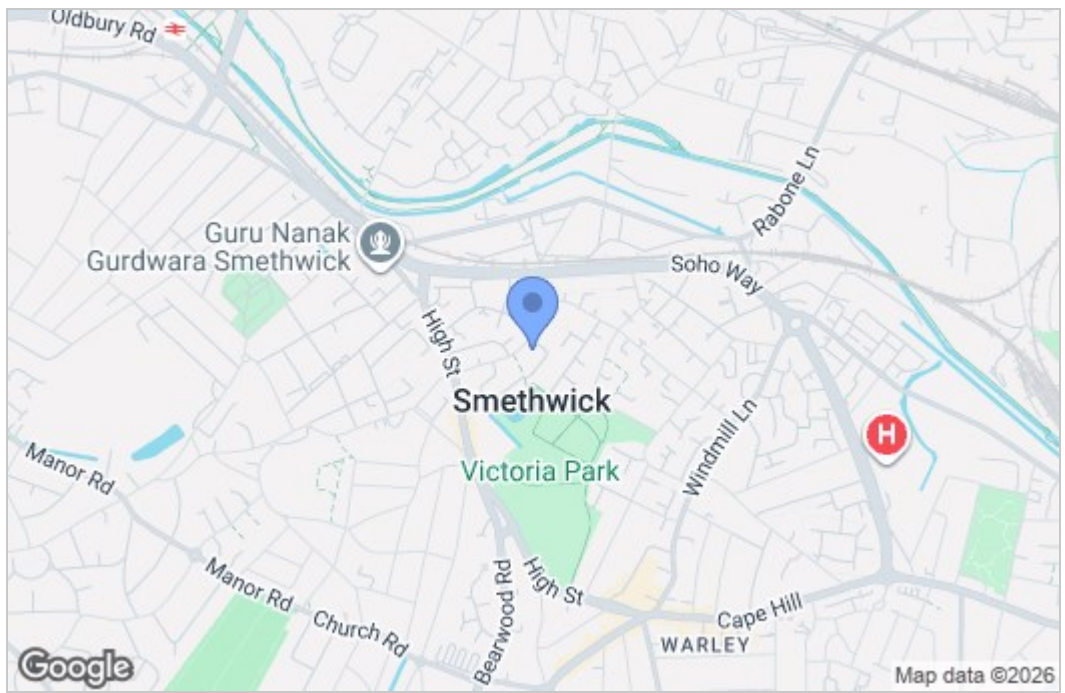 Oldbury Rd
Rabone Ln
Guru Nanak
Gurdwara Smethwick
Soho Way
High St
Smethwick
Windmill Ln
H
Manor Rd
Victoria Park
Manor Rd
High St
Bearwood Rd
Church Rd
Cape Hill
WARLEY
Google
Map data ©2026